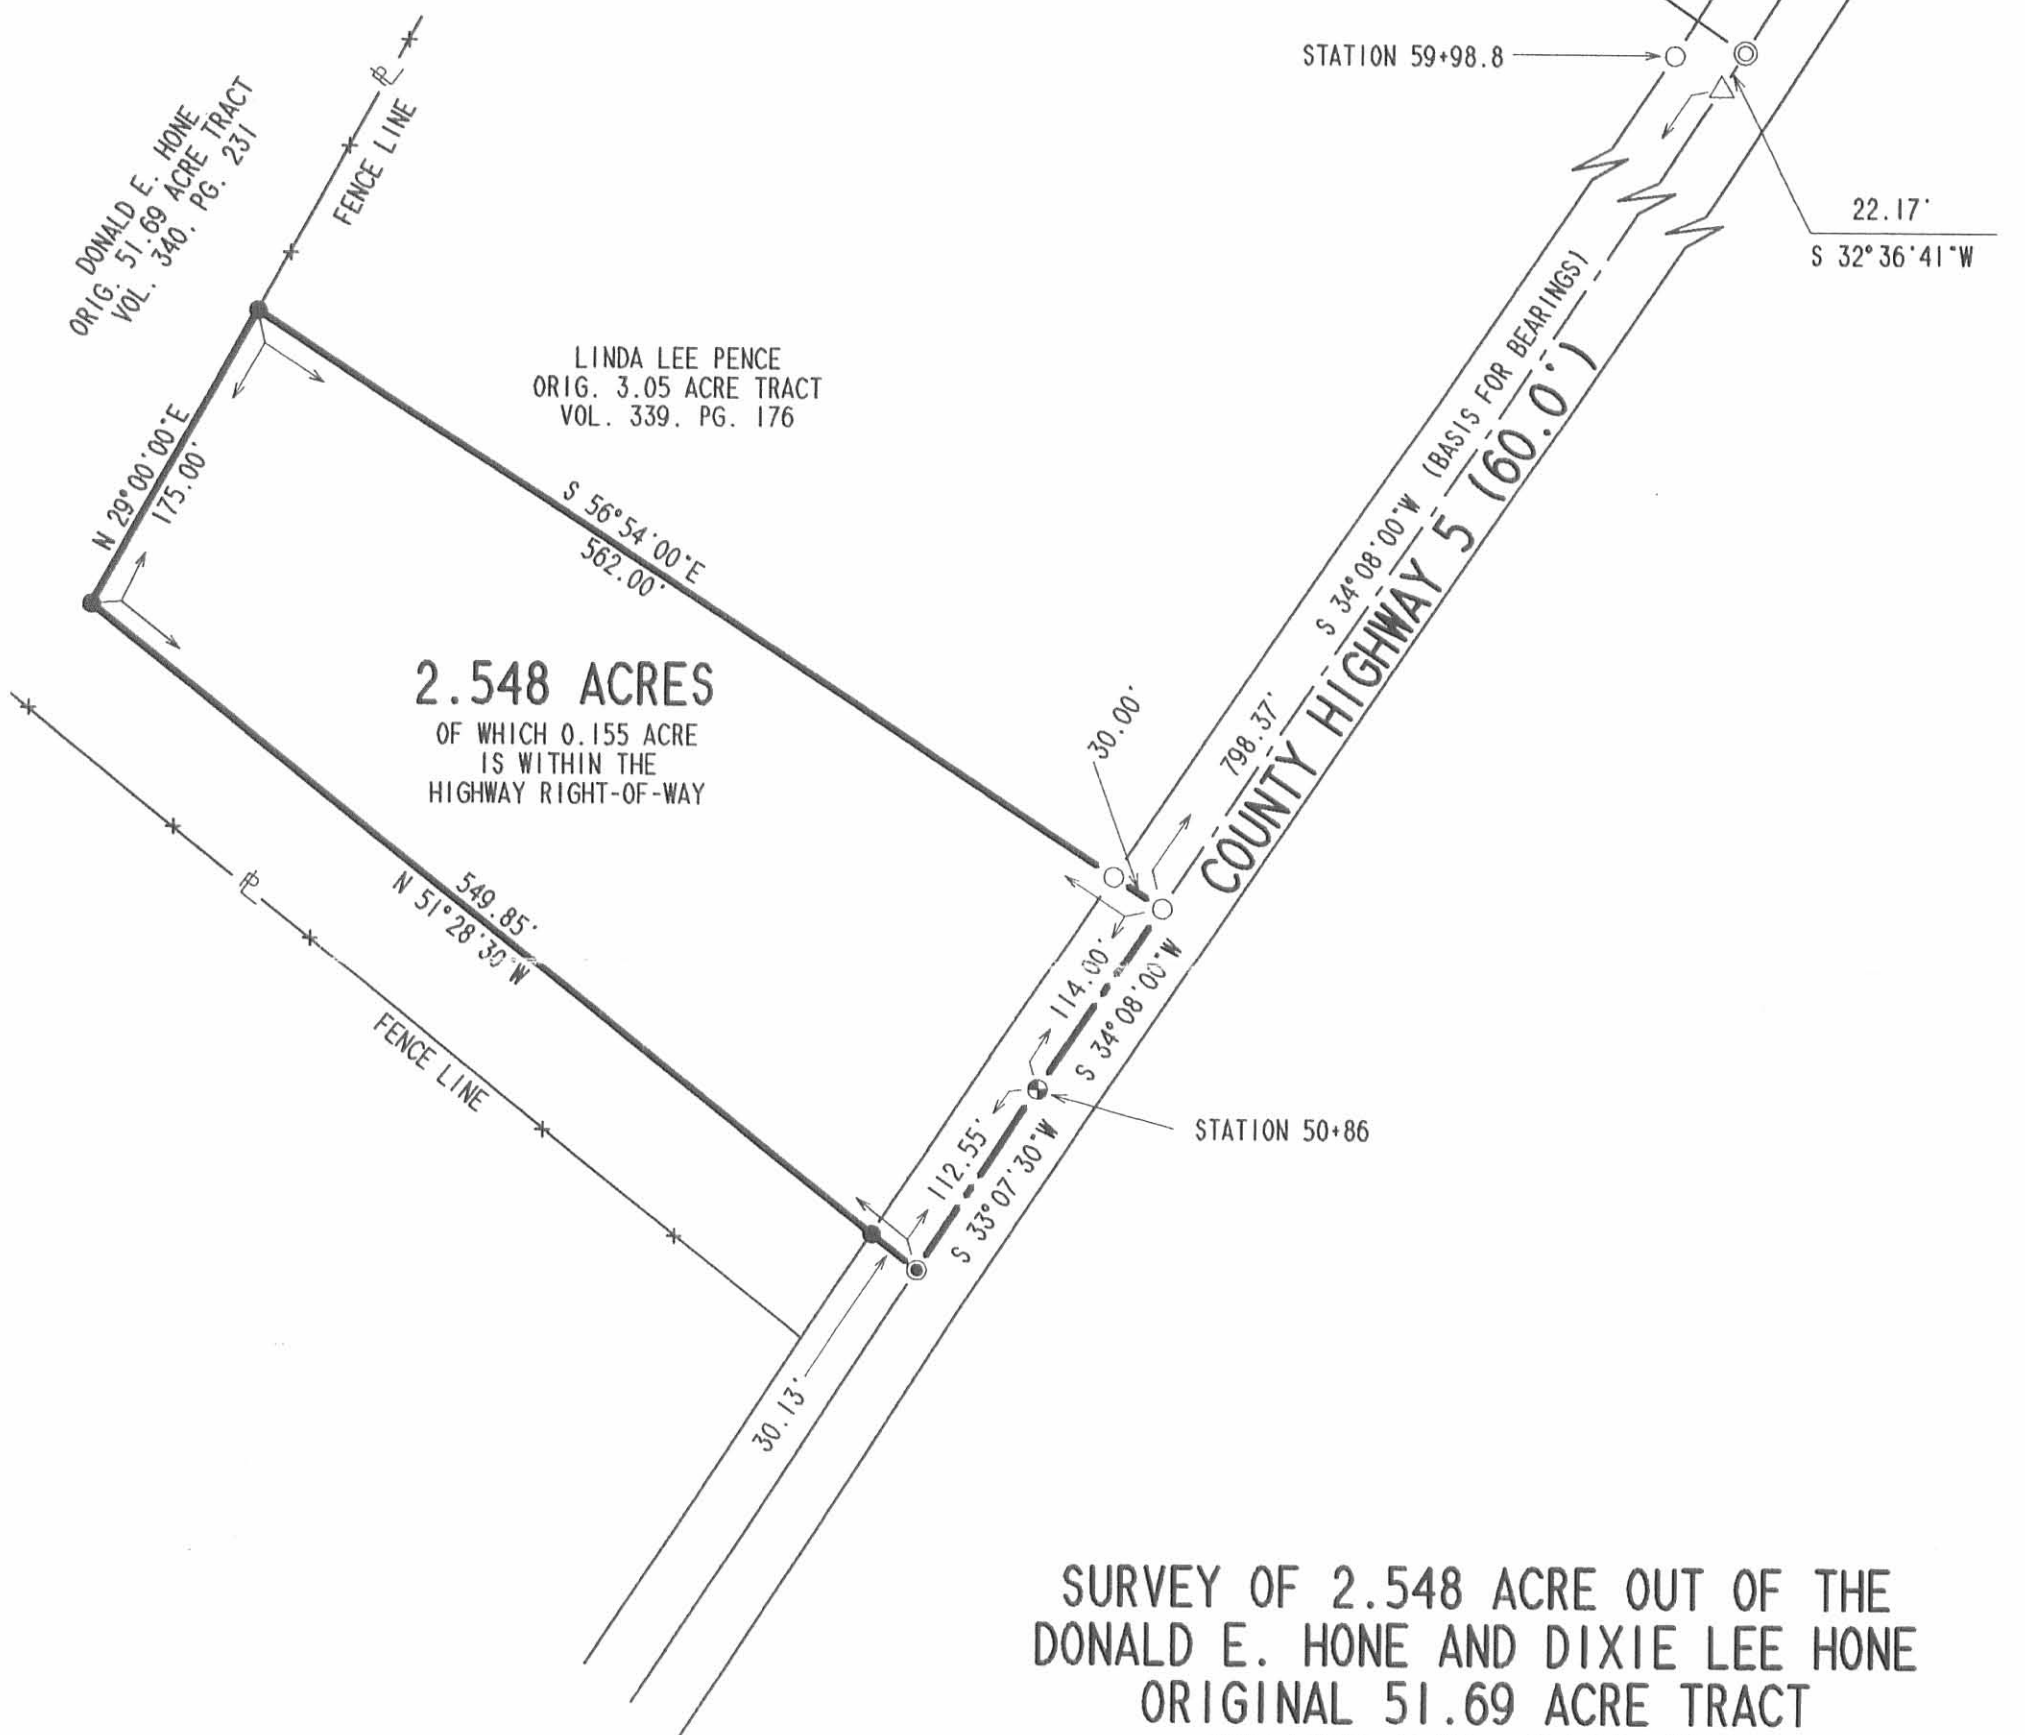 STATION 59+98.8
22.17'
S 32°36'41"W
DONALD E. HONE
ORIG. 51.69 ACRE TRACT
VOL. 340. PG. 231
P̶L
FENCE LINE
LINDA LEE PENCE
ORIG. 3.05 ACRE TRACT
VOL. 339. PG. 176
N 29°00'00"E
175.00'
S 56°54'00"E
562.00'
S 34°08'00"W (BASIS FOR BEARINGS)
798.37'
COUNTY HIGHWAY 5 (60.0')
2.548 ACRES
OF WHICH 0.155 ACRE
IS WITHIN THE
HIGHWAY RIGHT-OF-WAY
30.00'
PL
549.85'
N 51°28'30"W
FENCE LINE
114.00'
S 34°08'00"W
STATION 50+86
112.55'
S 33°07'30"W
30.13'
SURVEY OF 2.548 ACRE OUT OF THE
DONALD E. HONE AND DIXIE LEE HONE
ORIGINAL 51.69 ACRE TRACT